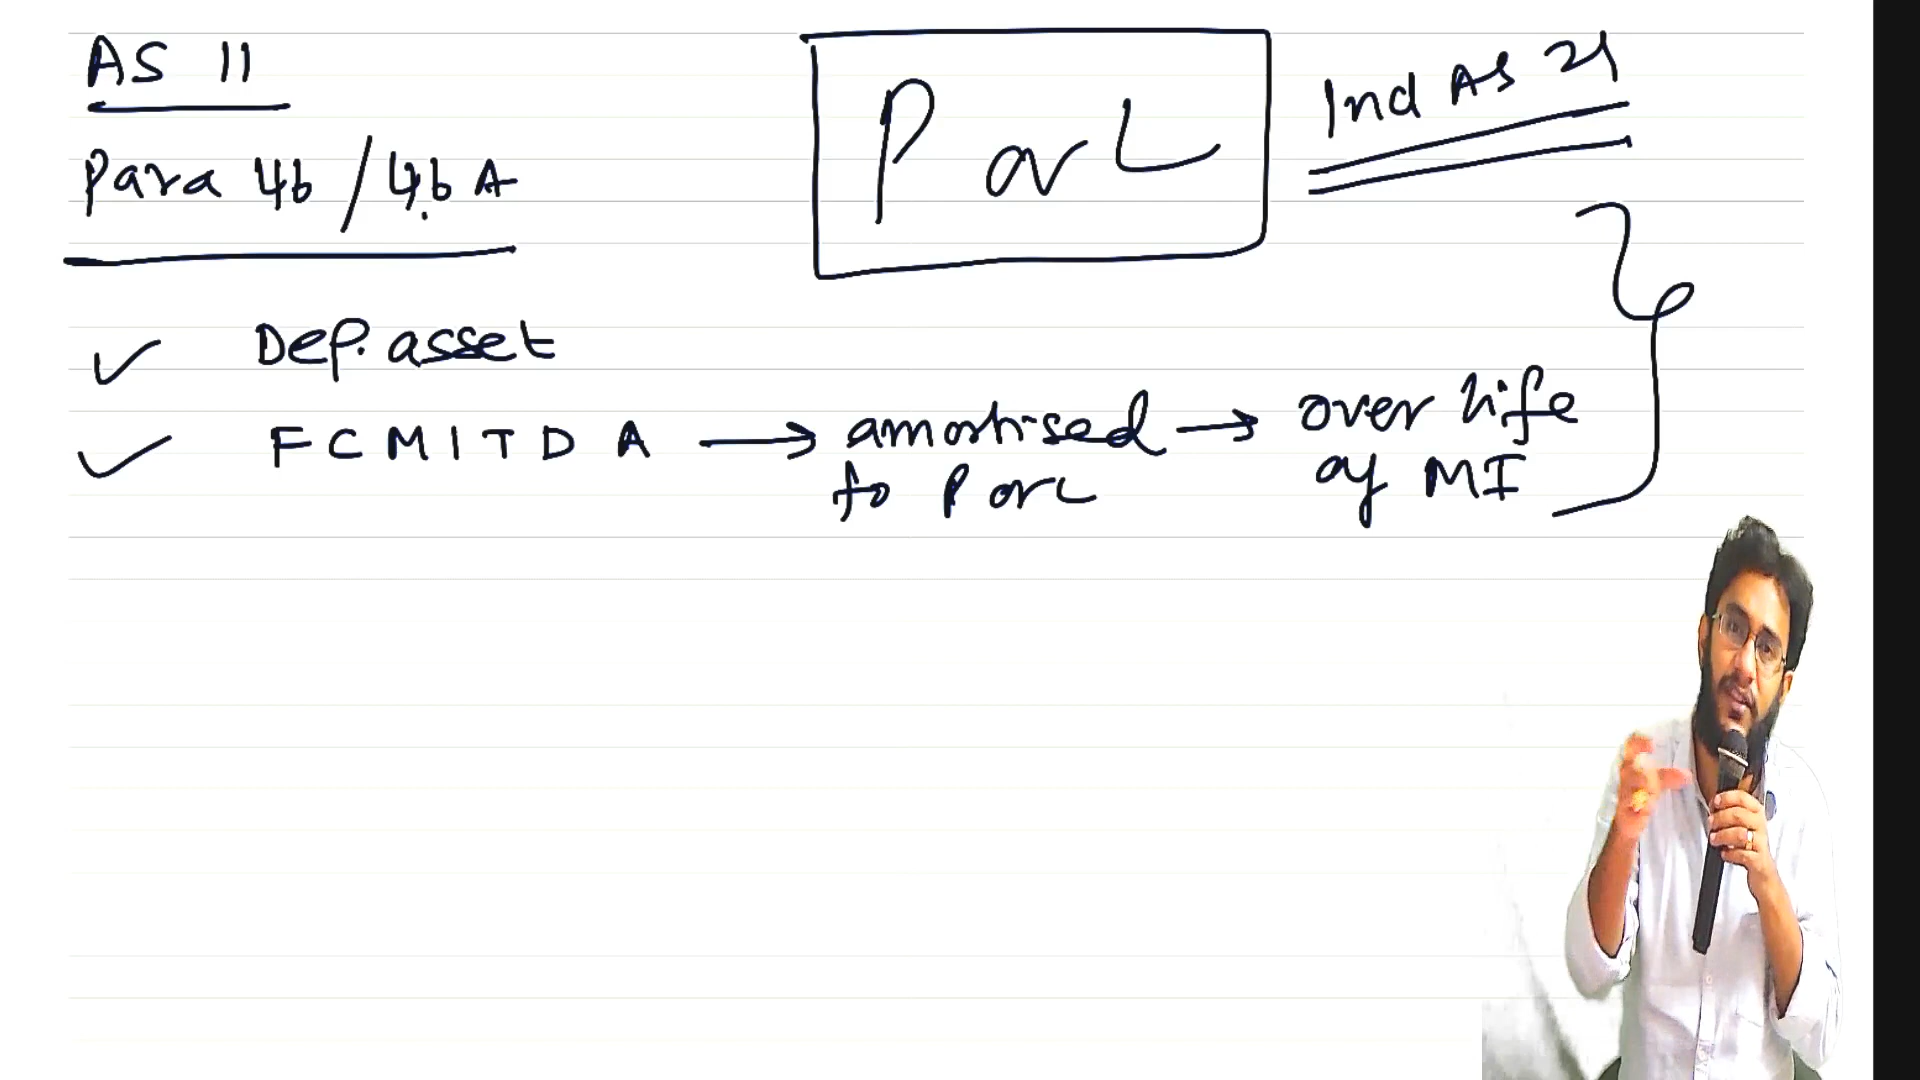 AS 11
Para 46 / 46 A
P or L
Ind AS 21
Dep. asset
FCMITDA → amortised to P or L → over life of MI